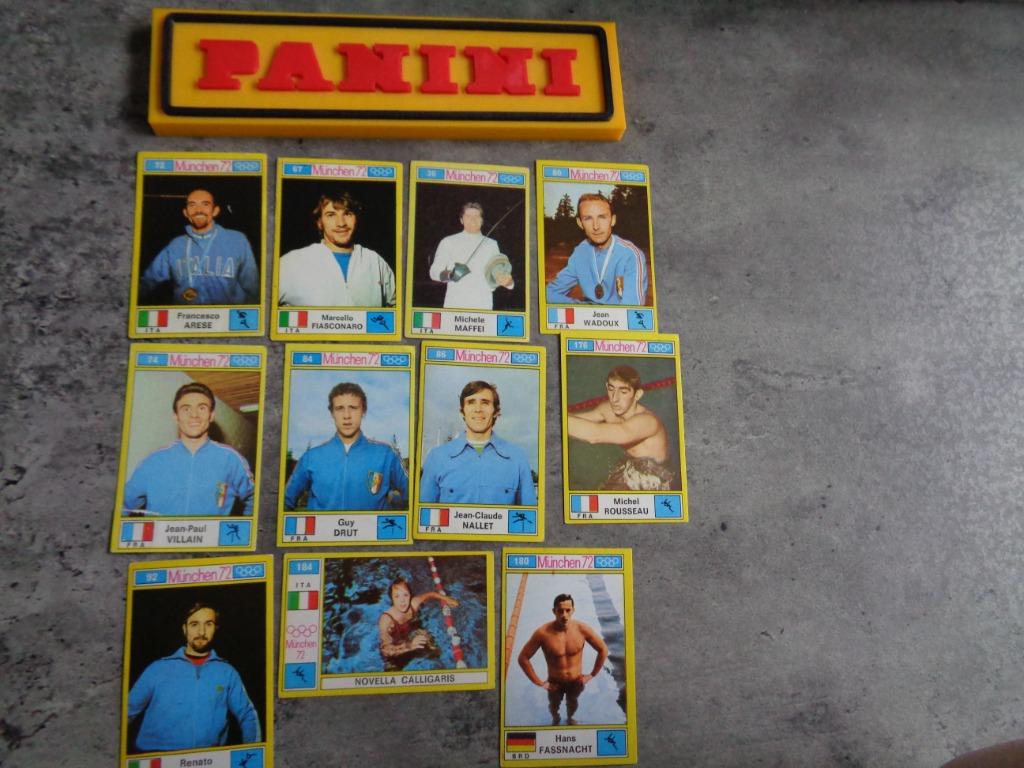 PANINI
72 München 72
ITALIA
Francesco
ARESE
ITA
67 München 72
Marcello
FIASCONARO
ITA
36 München 72
Michele
MAFFEI
ITA
München 72
Jean
WADOUX
FRA
74 München 72
Jean-Paul
VILLAIN
FRA
84 München 72
Guy
DRUT
FRA
86 München 72
Jean-Claude
NALLET
FRA
176 München 72
Michel
ROUSSEAU
FRA
92 München 72
Renato
184
ITA
München
72
NOVELLA CALLIGARIS
180 München 72
Hans
FASSNACHT
BRD